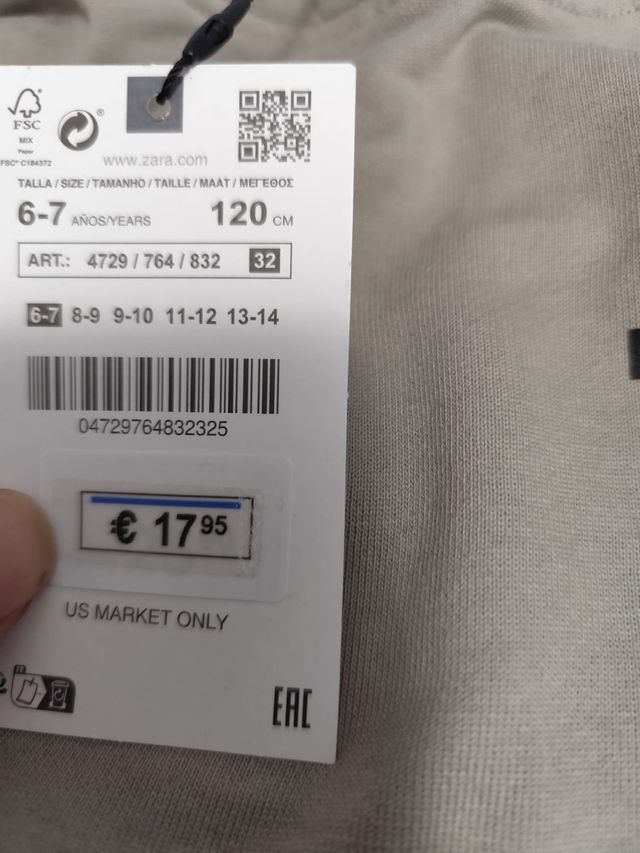 FSC
MIX
Paper
FSC® C184372
®
www.zara.com
TALLA / SIZE / TAMANHO / TAILLE / MAAT / ΜΕΓΕΘΟΣ
6-7 AÑOS/YEARS 120 CM
ART.: 4729 / 764 / 832 32
6-7 8-9 9-10 11-12 13-14
04729764832325
€ 17 95
US MARKET ONLY
EAC